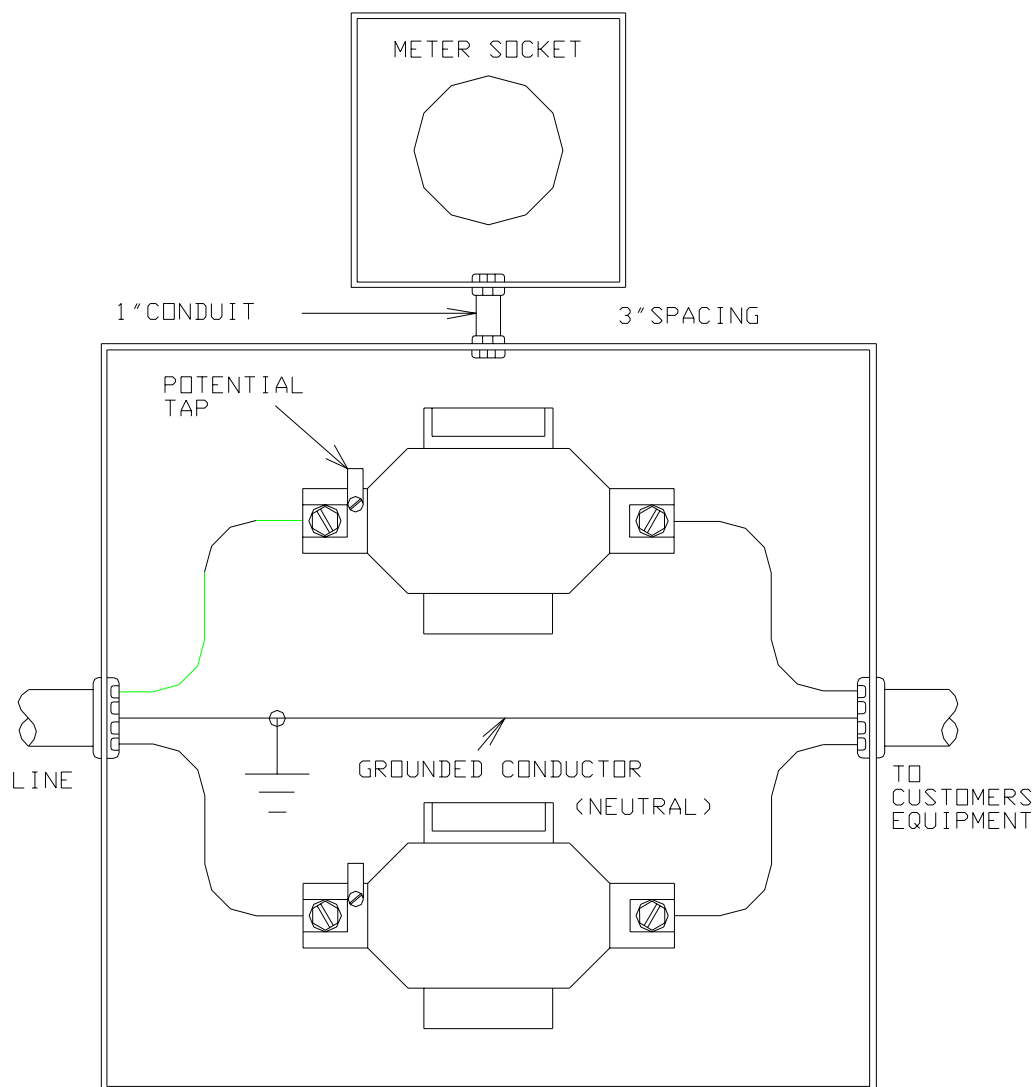 METER SOCKET
1"CONDUIT
3"SPACING
POTENTIAL
TAP
LINE
GROUNDED CONDUCTOR
(NEUTRAL)
TO
CUSTOMERS
EQUIPMENT